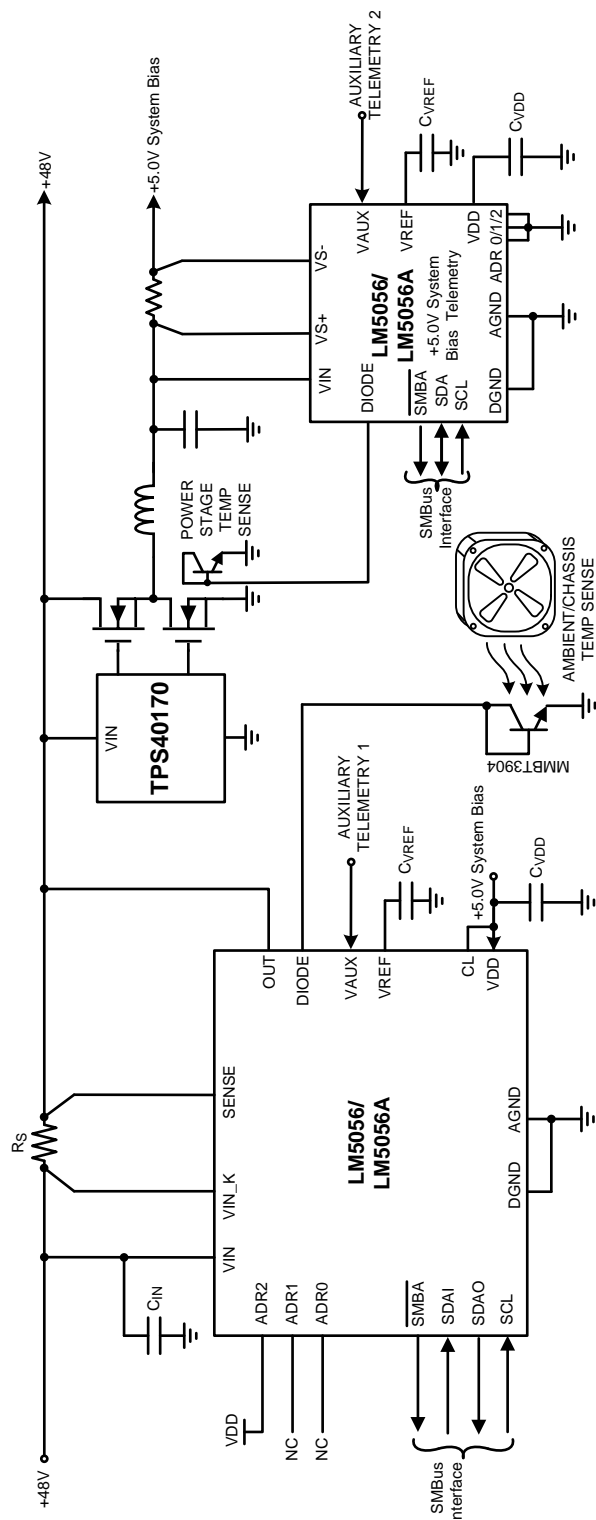 +48V
RS
+48V
CIN
VIN
VIN_K
SENSE
VDD
ADR2
NC
ADR1
NC
ADR0
LM5056/
LM5056A
OUT
DIODE
VAUX
AUXILIARY
TELEMETRY 1
VREF
CVREF
CL
VDD
+5.0V System Bias
CVDD
SMBA
SDAI
SDAO
SCL
SMBus
Interface
DGND
AGND
MMBT3904
AMBIENT/CHASSIS
TEMP SENSE
VIN
TPS40170
POWER
STAGE
TEMP
SENSE
+5.0V System Bias
VIN
VS+
VS-
DIODE
LM5056/
LM5056A
+5.0V System
Bias Telemetry
VAUX
AUXILIARY
TELEMETRY 2
VREF
CVREF
VDD
CVDD
SMBA
SDA
SCL
SMBus
Interface
DGND
AGND
ADR 0/1/2